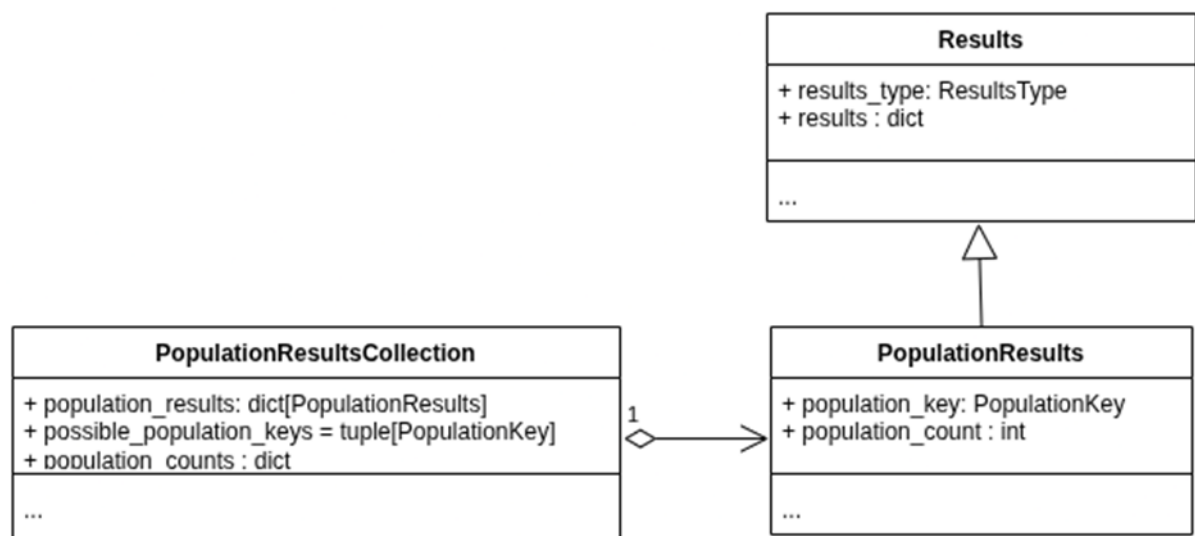 Results
+ results_type: ResultsType
+ results : dict
...
PopulationResultsCollection
+ population_results: dict[PopulationResults]
+ possible_population_keys = tuple[PopulationKey]
+ population_counts : dict
...
1
PopulationResults
+ population_key: PopulationKey
+ population_count : int
...